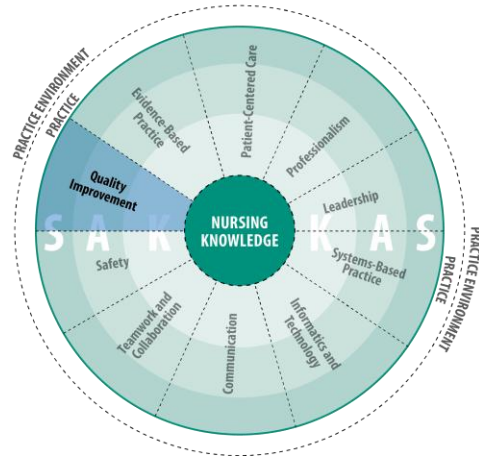 PRACTICE ENVIRONMENT
PRACTICE
Evidence-Based
Practice
Patient-Centered Care
Professionalism
Leadership
Systems-Based
Practice
Informatics and
Technology
Communication
Teamwork and
Collaboration
Safety
Quality
Improvement
S A K
NURSING
KNOWLEDGE
K A S
PRACTICE
PRACTICE ENVIRONMENT